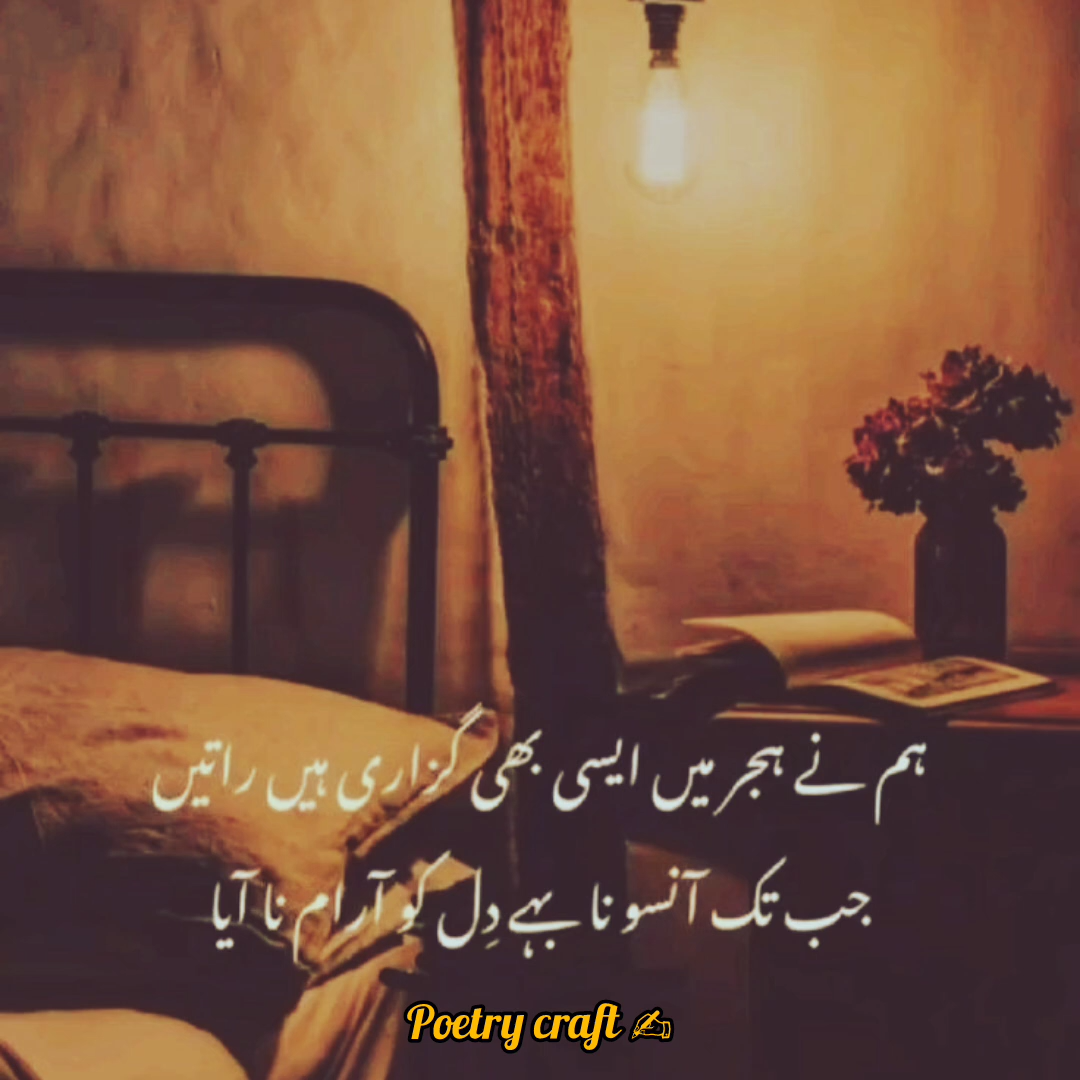 ہم نے ہجر میں ایسی بھی گزاری ہیں راتیں
جب تک آنسو نا بہے دِل کو آرام نا آیا
Poetry craft ✍